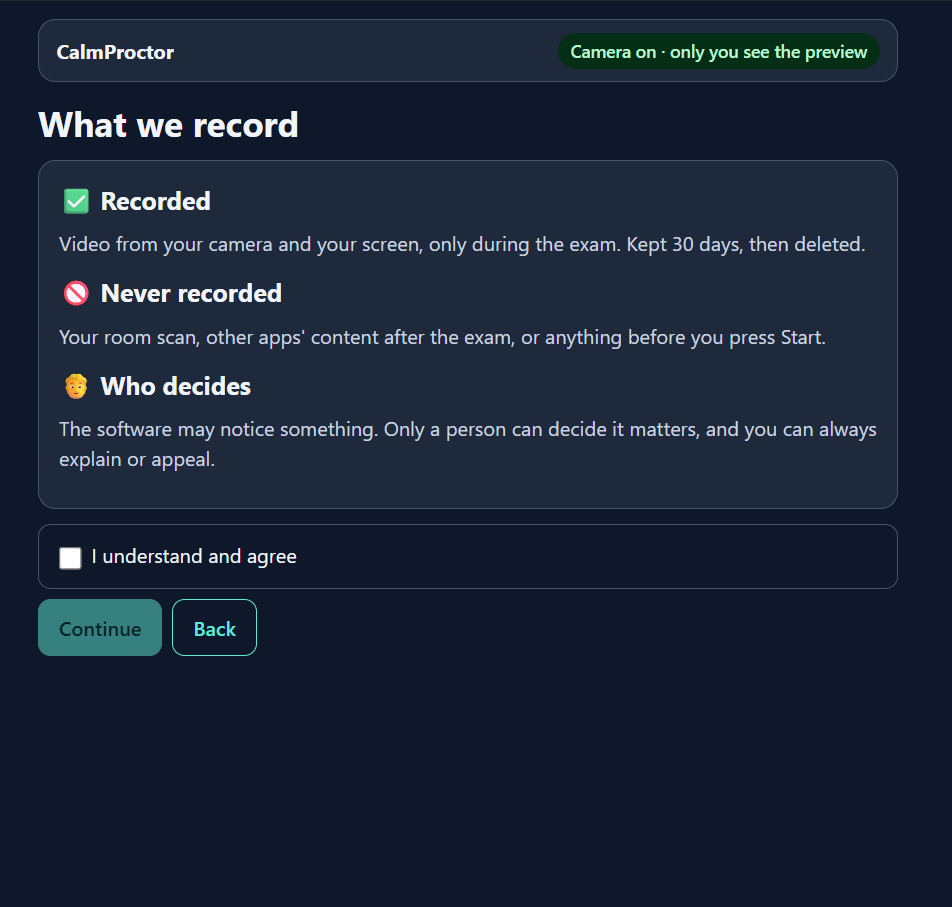 CalmProctor
Camera on · only you see the preview
What we record
✅ Recorded
Video from your camera and your screen, only during the exam. Kept 30 days, then deleted.
🚫 Never recorded
Your room scan, other apps' content after the exam, or anything before you press Start.
🧑 Who decides
The software may notice something. Only a person can decide it matters, and you can always
explain or appeal.
I understand and agree
Continue
Back